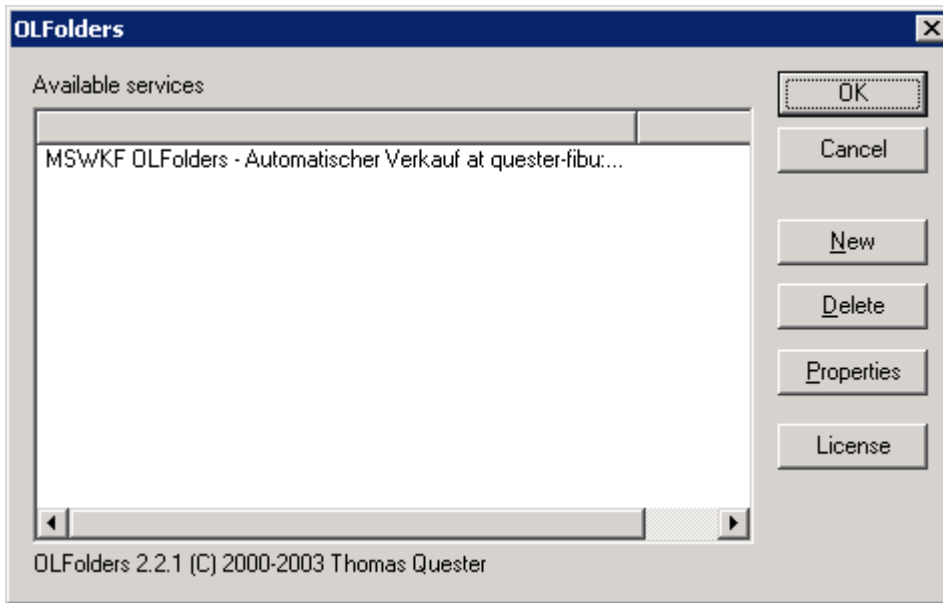 OLFolders
Available services
MSWKF OLFolders - Automatischer Verkauf at quester-fibu:...
OK
Cancel
New
Delete
Properties
License
OLFolders 2.2.1 (C) 2000-2003 Thomas Quester